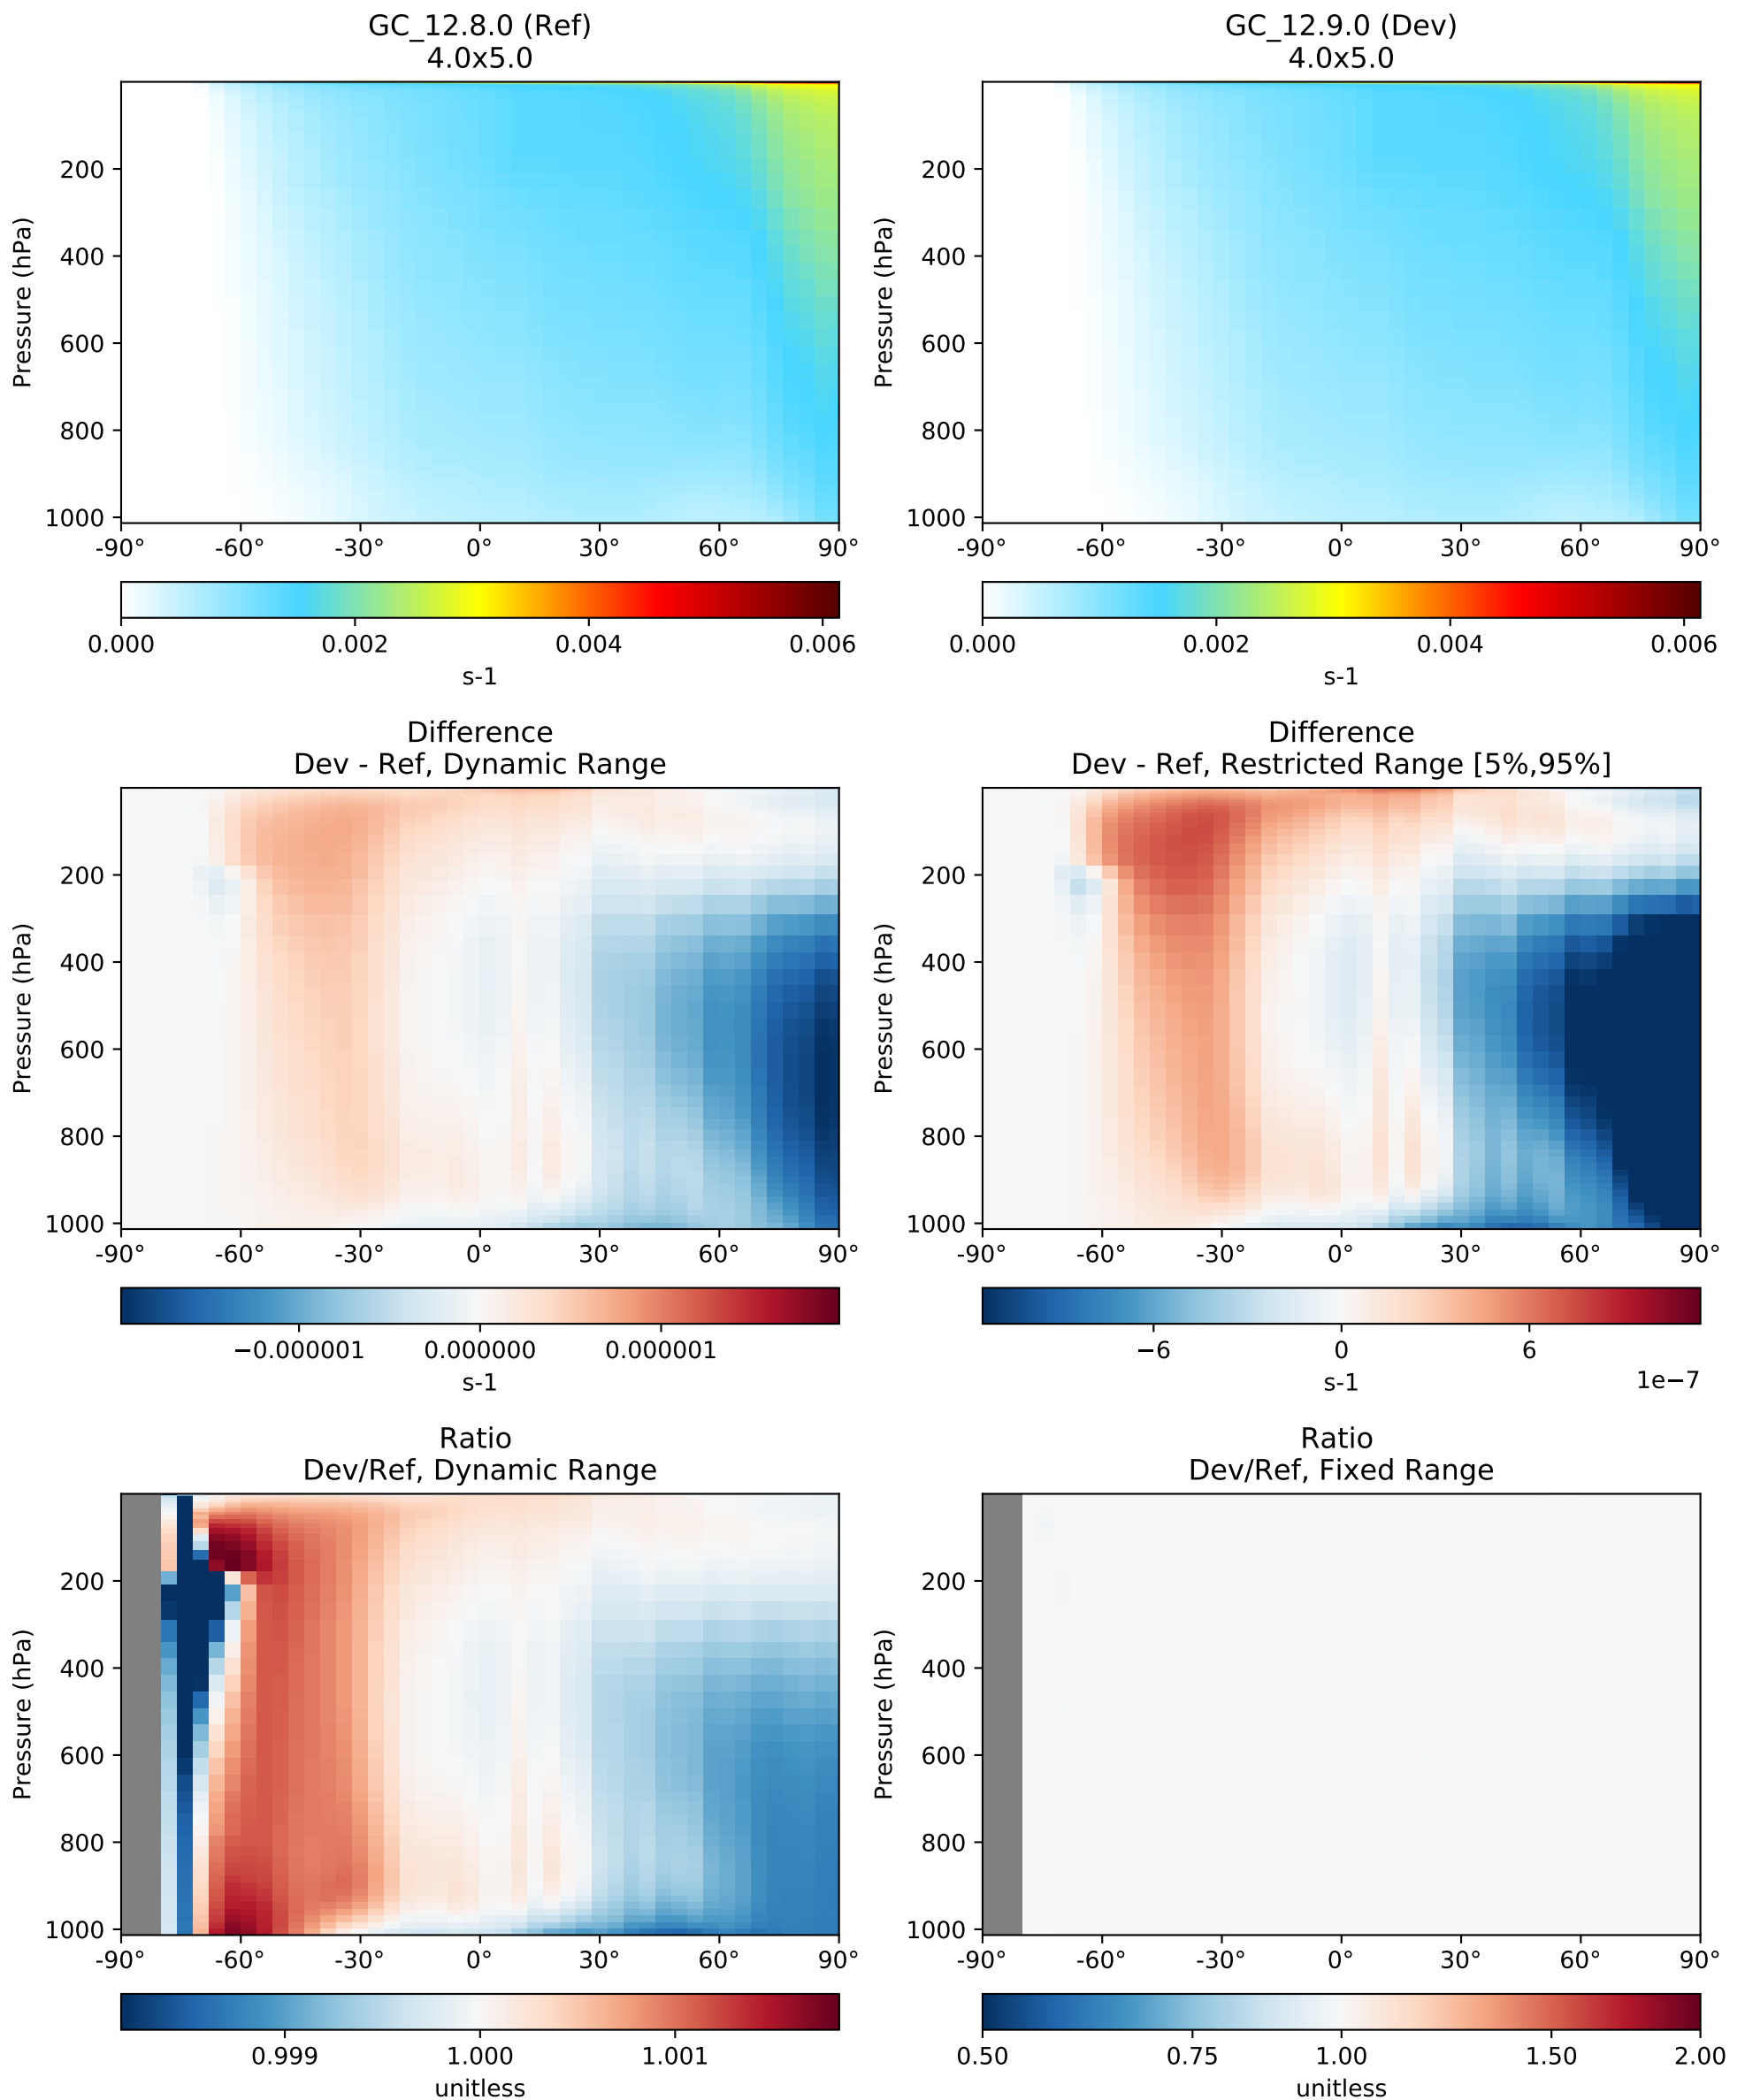 GC_12.8.0 (Ref)
4.0x5.0
Pressure (hPa)
200
400
600
800
1000
-90° -60° -30° 0° 30° 60° 90°
0.000 0.002 0.004 0.006
s-1
GC_12.9.0 (Dev)
4.0x5.0
Pressure (hPa)
200
400
600
800
1000
-90° -60° -30° 0° 30° 60° 90°
0.000 0.002 0.004 0.006
s-1
Difference
Dev - Ref, Dynamic Range
Pressure (hPa)
200
400
600
800
1000
-90° -60° -30° 0° 30° 60° 90°
−0.000001 0.000000 0.000001
s-1
Difference
Dev - Ref, Restricted Range [5%,95%]
Pressure (hPa)
200
400
600
800
1000
-90° -60° -30° 0° 30° 60° 90°
−6 0 6
s-1 1e−7
Ratio
Dev/Ref, Dynamic Range
Pressure (hPa)
200
400
600
800
1000
-90° -60° -30° 0° 30° 60° 90°
0.999 1.000 1.001
unitless
Ratio
Dev/Ref, Fixed Range
Pressure (hPa)
200
400
600
800
1000
-90° -60° -30° 0° 30° 60° 90°
0.50 0.75 1.00 1.50 2.00
unitless